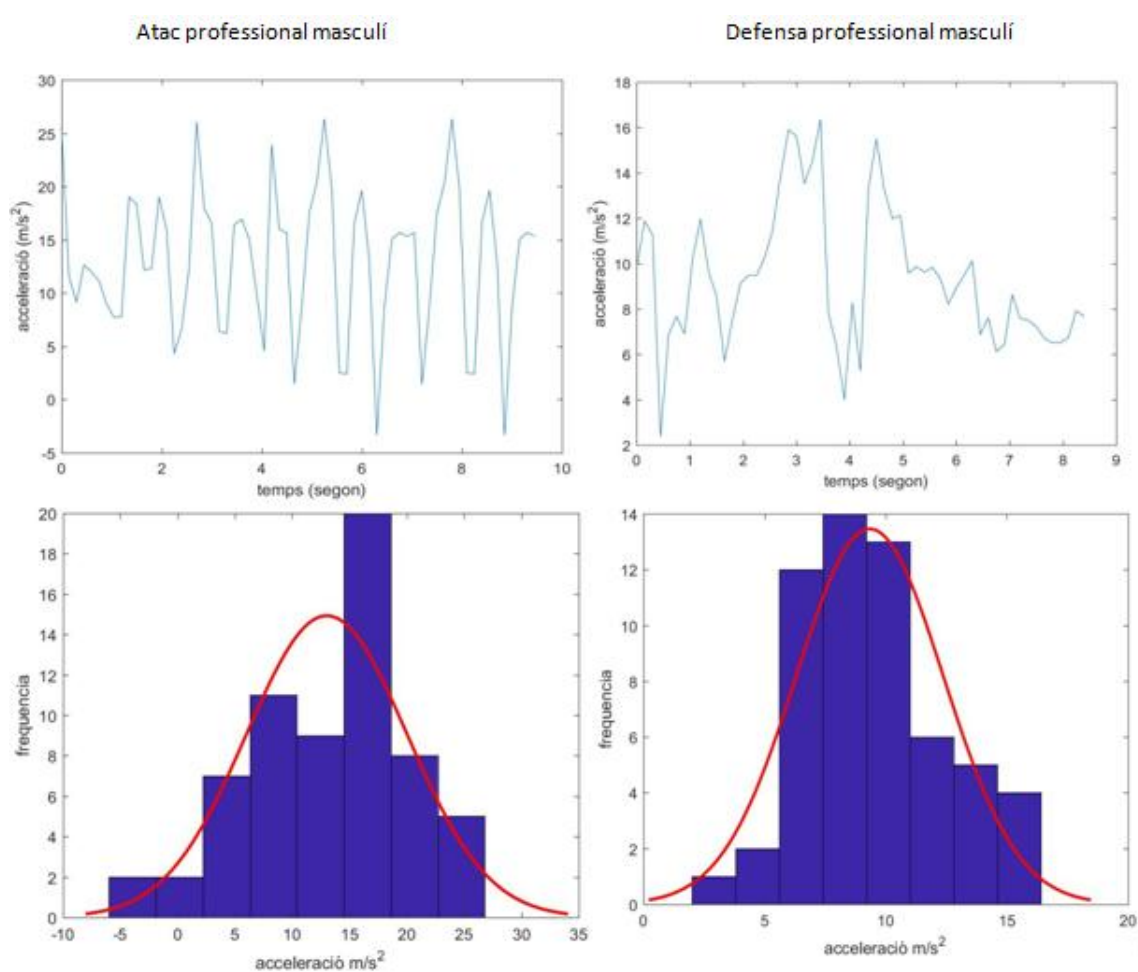 Atac professional masculí
Defensa professional masculí
30
25
20
15
10
5
0
-5
0 2 4 6 8 10
acceleració (m/s²)
temps (segon)
18
16
14
12
10
8
6
4
2
0 1 2 3 4 5 6 7 8 9
acceleració (m/s²)
temps (segon)
20
18
16
14
12
10
8
6
4
2
0
-10 -5 0 5 10 15 20 25 30 35
frequencia
acceleració m/s²
14
12
10
8
6
4
2
0
0 5 10 15 20
frequencia
acceleració m/s²